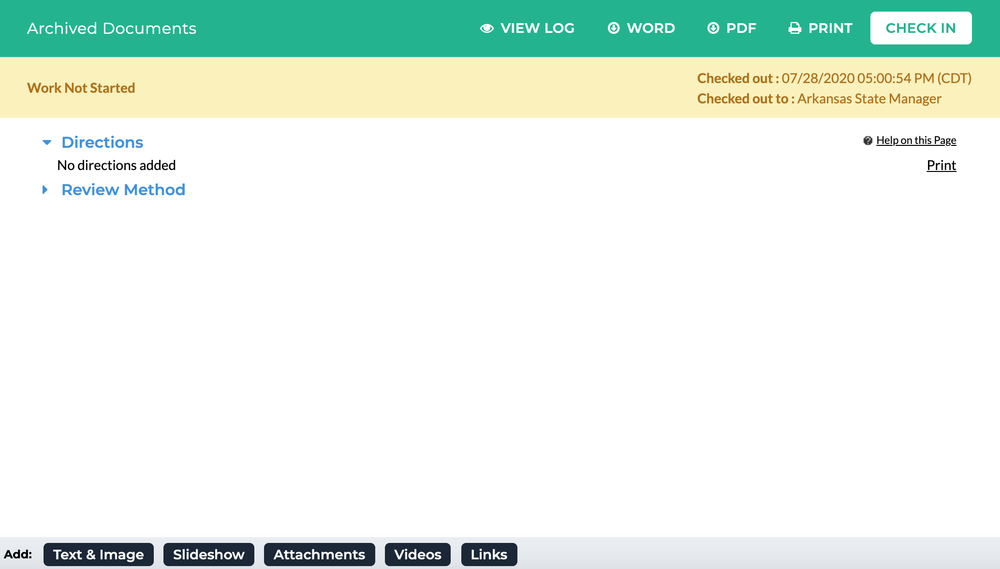 Archived Documents
VIEW LOG
WORD
PDF
PRINT
CHECK IN
Work Not Started
Checked out : 07/28/2020 05:00:54 PM (CDT)
Checked out to : Arkansas State Manager
Directions
Help on this Page
No directions added
Print
Review Method
Add:
Text & Image
Slideshow
Attachments
Videos
Links